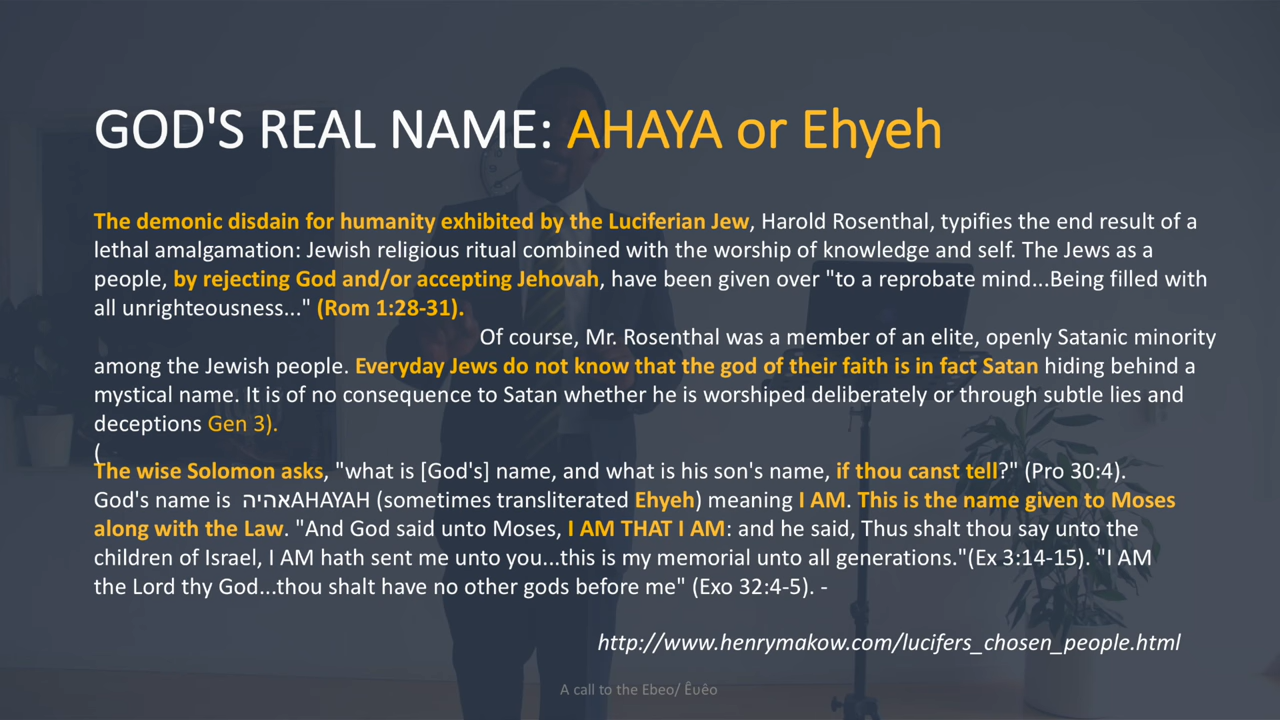 GOD'S REAL NAME: AHAYA or Ehyeh
The demonic disdain for humanity exhibited by the Luciferian Jew, Harold Rosenthal, typifies the end result of a
lethal amalgamation: Jewish religious ritual combined with the worship of knowledge and self. The Jews as a
people, by rejecting God and/or accepting Jehovah, have been given over "to a reprobate mind...Being filled with
all unrighteousness..." (Rom 1:28-31).
Of course, Mr. Rosenthal was a member of an elite, openly Satanic minority
among the Jewish people. Everyday Jews do not know that the god of their faith is in fact Satan hiding behind a
mystical name. It is of no consequence to Satan whether he is worshiped deliberately or through subtle lies and
deceptions Gen 3).
(
The wise Solomon asks, "what is [God's] name, and what is his son's name, if thou canst tell?" (Pro 30:4).
God's name is אהיהAHAYAH (sometimes transliterated Ehyeh) meaning I AM. This is the name given to Moses
along with the Law. "And God said unto Moses, I AM THAT I AM: and he said, Thus shalt thou say unto the
children of Israel, I AM hath sent me unto you...this is my memorial unto all generations."(Ex 3:14-15). "I AM
the Lord thy God...thou shalt have no other gods before me" (Exo 32:4-5). -
http://www.henrymakow.com/lucifers_chosen_people.html
A call to the Ebeo/ Êuêo